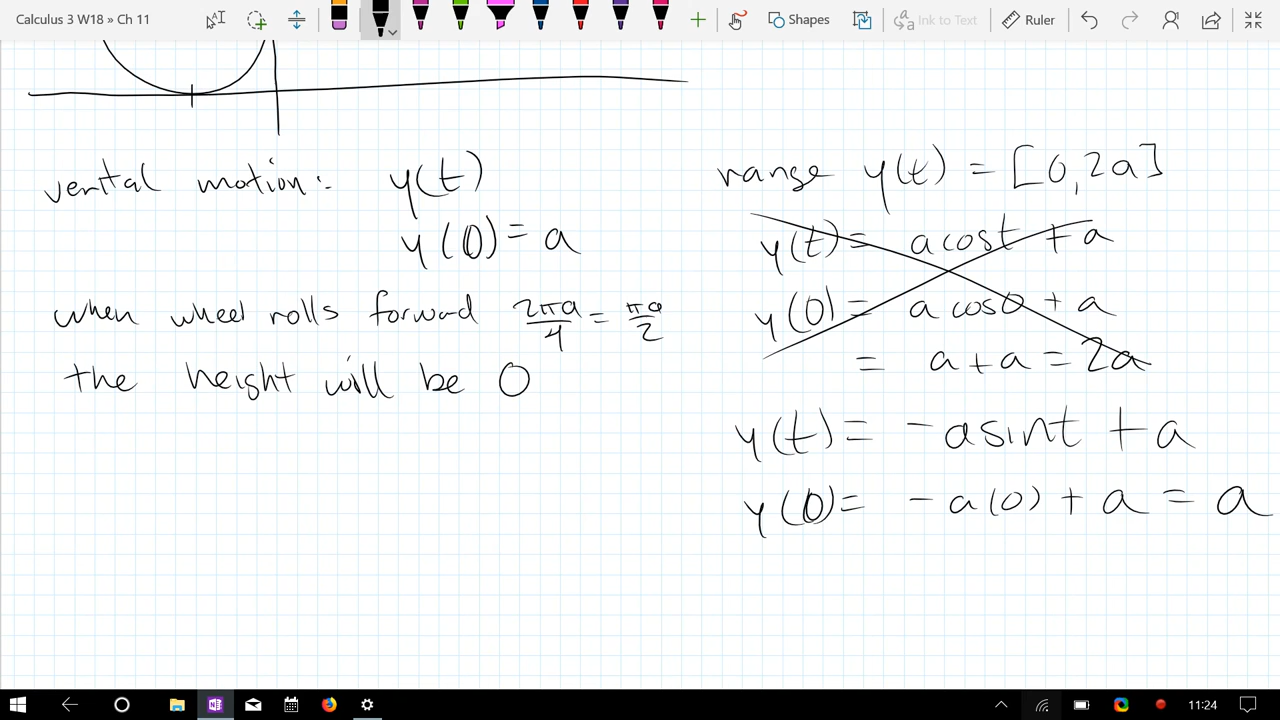 Calculus 3 W18 » Ch 11
Shapes
Ink to Text
Ruler
vertial motion: y(t)
y(0) = a
when wheel rolls forward 2πa/4 = πa/2
the height will be 0
range y(t) = [0, 2a]
y(t) = a cost + a
y(0) = a cos0 + a
= a + a = 2a
y(t) = -asint + a
y(0) = -a(0) + a = a
11:24